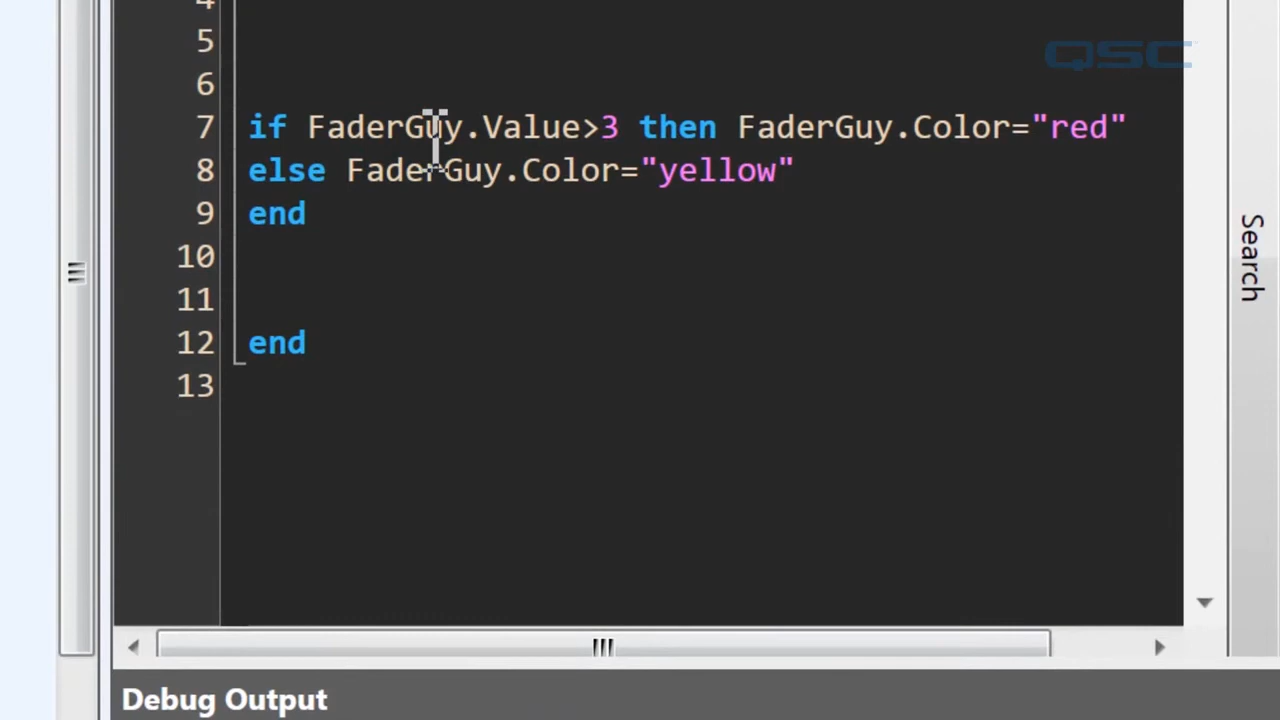 4
5
QSC
6
7 if FaderGuy.Value>3 then FaderGuy.Color="red"
8 else FaderGuy.Color="yellow"
9 end
Search
10
11
12 end
13
Debug Output